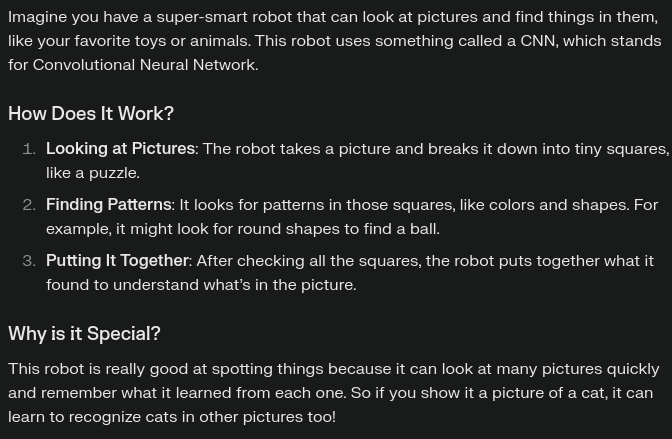 Imagine you have a super-smart robot that can look at pictures and find things in them,
like your favorite toys or animals. This robot uses something called a CNN, which stands
for Convolutional Neural Network.
How Does It Work?
1. Looking at Pictures: The robot takes a picture and breaks it down into tiny squares,
like a puzzle.
2. Finding Patterns: It looks for patterns in those squares, like colors and shapes. For
example, it might look for round shapes to find a ball.
3. Putting It Together: After checking all the squares, the robot puts together what it
found to understand what's in the picture.
Why is it Special?
This robot is really good at spotting things because it can look at many pictures quickly
and remember what it learned from each one. So if you show it a picture of a cat, it can
learn to recognize cats in other pictures too!